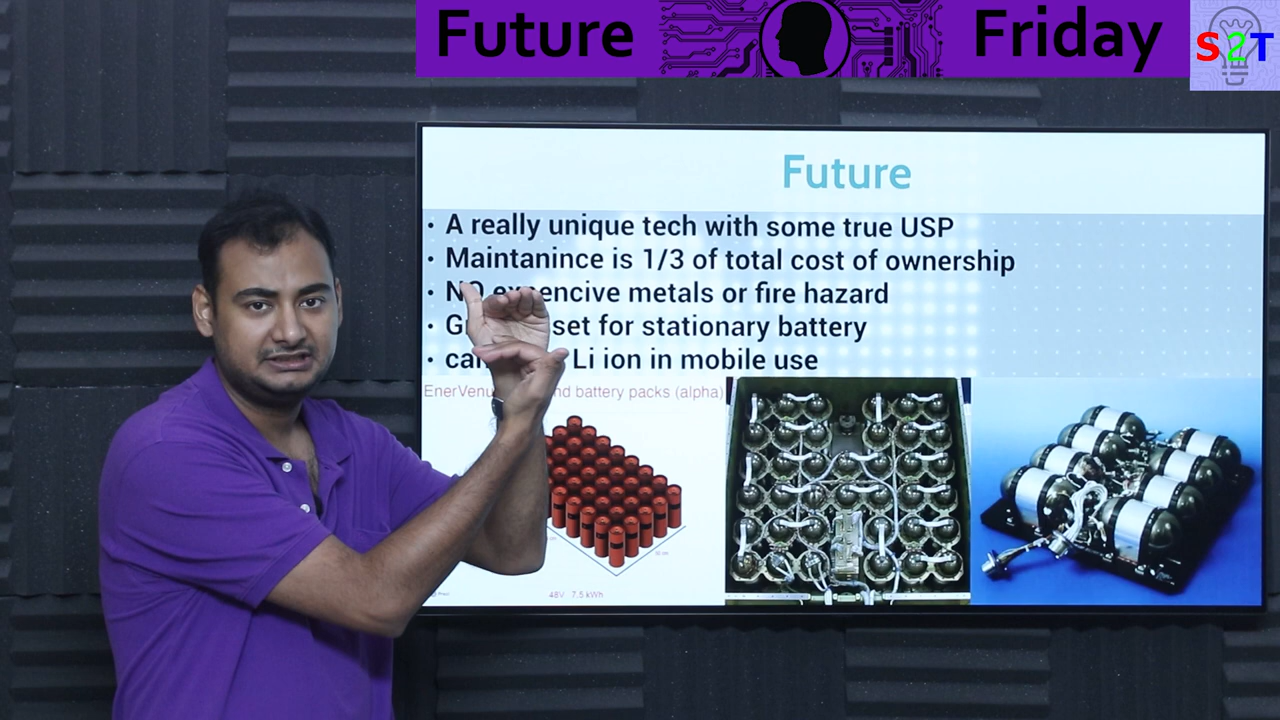 Future Friday S2T
Future
• A really unique tech with some true USP
• Maintanince is 1/3 of total cost of ownership
• NO expencive metals or fire hazard
• set for stationary battery
• Li ion in mobile use
EnerVenue battery packs (alpha)
48V 7.5 kWh